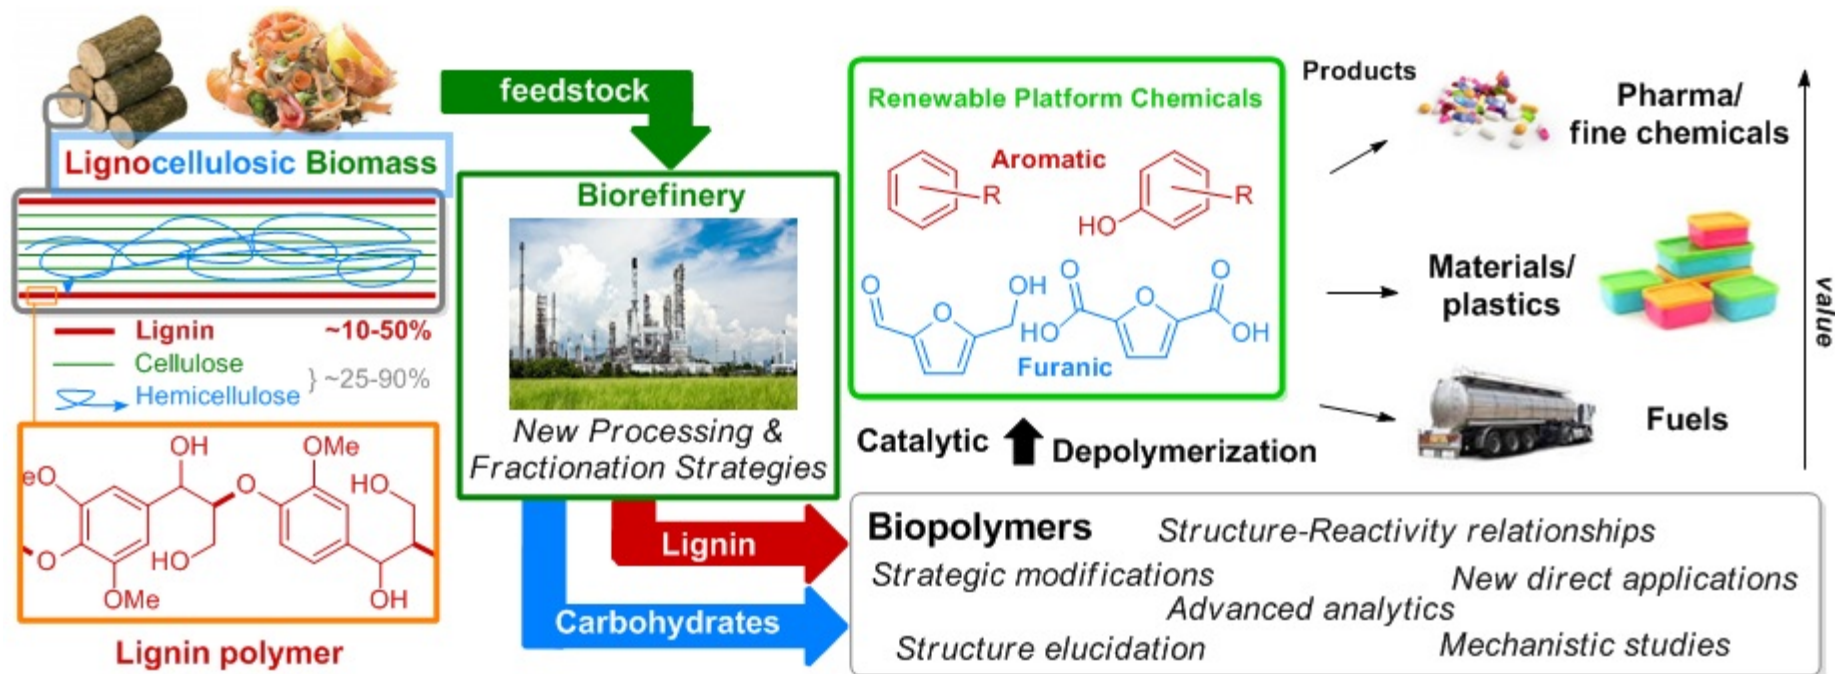 Lignocellulosic Biomass
Lignin ~10-50%
Cellulose
Hemicellulose
} ~25-90%
eO
OH
OMe
HO
O
O
HO
OMe
OH
Lignin polymer
feedstock
Biorefinery
New Processing &
Fractionation Strategies
Lignin
Carbohydrates
Renewable Platform Chemicals
Aromatic
R
HO
R
O
O
OH
O
HO
O
O
OH
Furanic
Catalytic
Depolymerization
Products
Pharma/
fine chemicals
Materials/
plastics
Fuels
value
Biopolymers
Structure-Reactivity relationships
Strategic modifications
New direct applications
Advanced analytics
Structure elucidation
Mechanistic studies